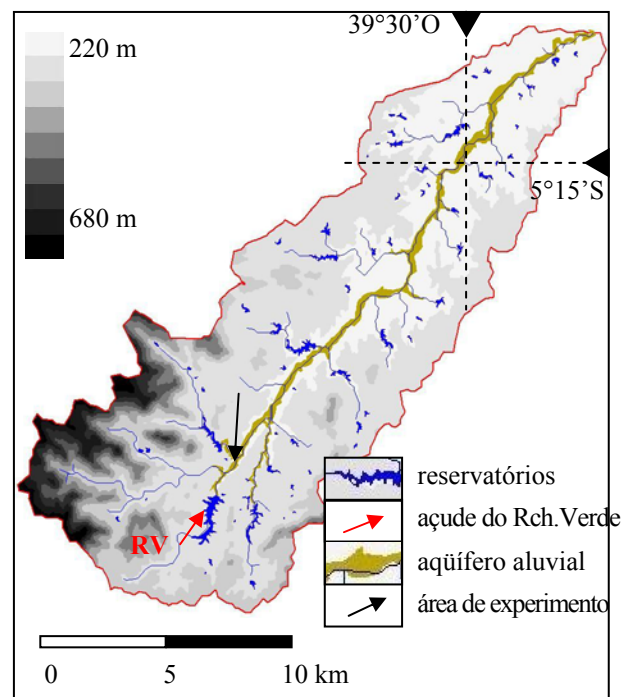 39°30’O
220 m
680 m
5°15’S
RV
reservatórios
açude do Rch.Verde
aqüífero aluvial
área de experimento
0 5 10 km